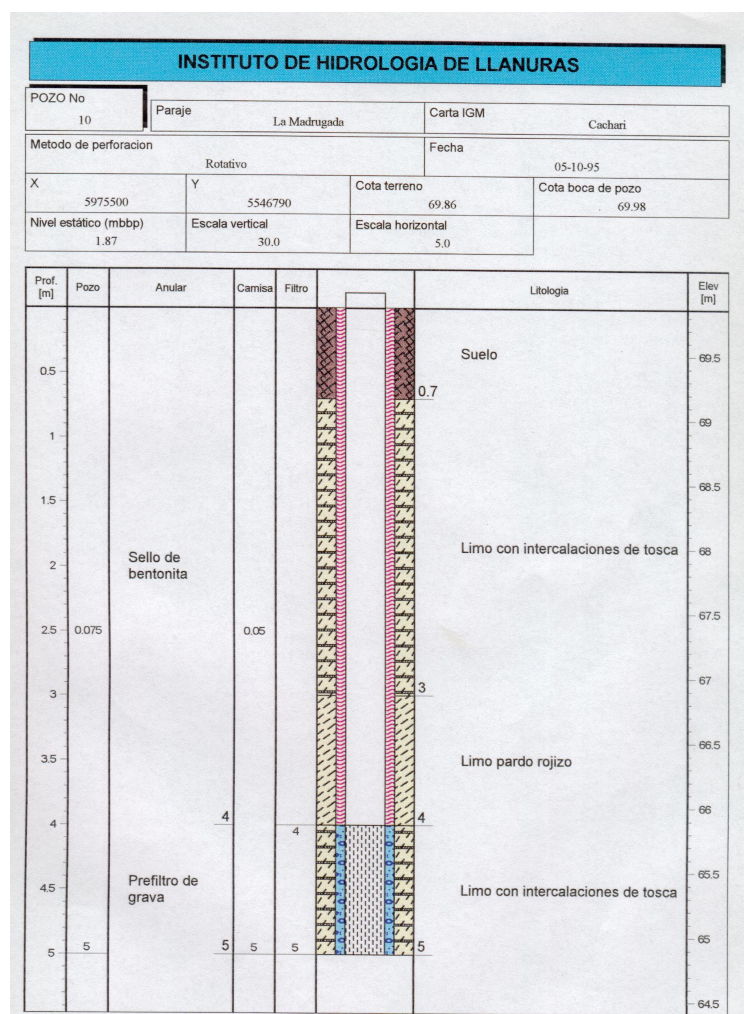 INSTITUTO DE HIDROLOGIA DE LLANURAS
POZO No
10
Paraje
La Madrugada
Carta IGM
Cachari
Metodo de perforacion
Rotativo
Fecha
05-10-95
X
5975500
Y
5546790
Cota terreno
69.86
Cota boca de pozo
69.98
Nivel estático (mbbp)
1.87
Escala vertical
30.0
Escala horizontal
5.0
Prof. [m]
Pozo
Anular
Camisa
Filtro
Litologia
Elev [m]
Suelo
69.5
0.5
0.7
69
1
68.5
1.5
Limo con intercalaciones de tosca
68
Sello de
bentonita
2
67.5
2.5
0.075
0.05
67
3
3
66.5
3.5
Limo pardo rojizo
66
4
4
4
4
65.5
Prefiltro de
grava
4.5
Limo con intercalaciones de tosca
65
5
5
5
5
5
5
64.5